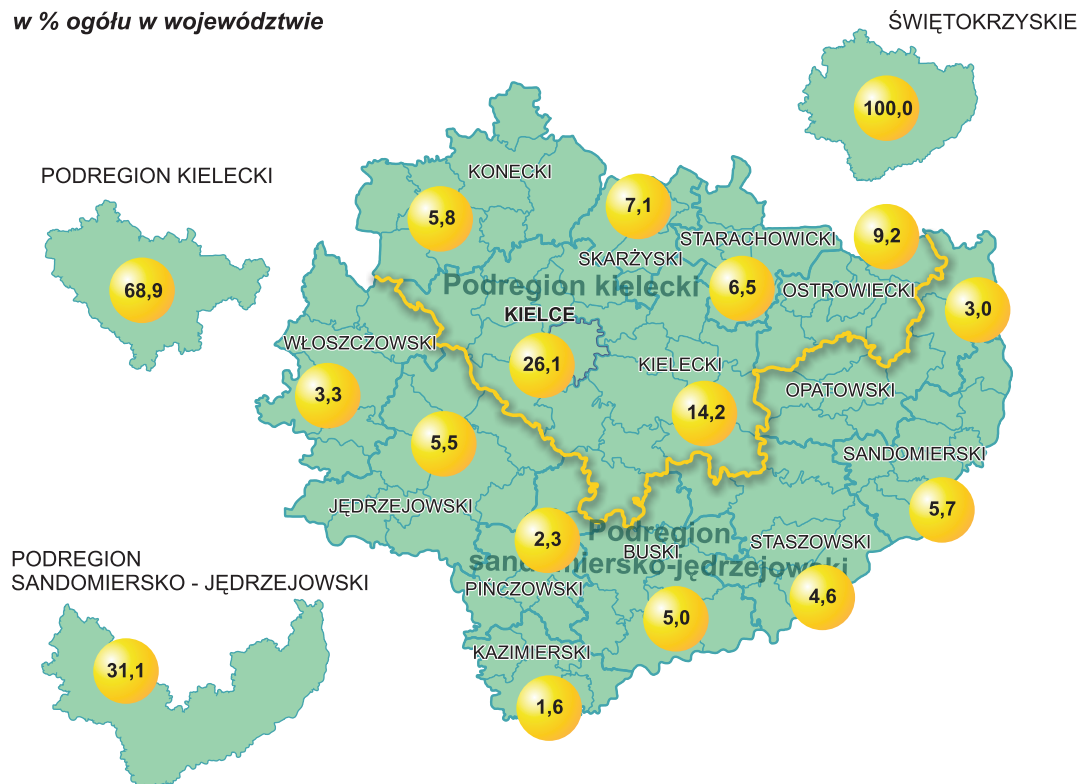 w % ogółu w województwie
ŚWIĘTOKRZYSKIE
100,0
PODREGION KIELECKI
68,9
KONECKI
5,8
7,1
SKARŻYSKI
STARACHOWICKI
9,2
6,5
OSTROWIECKI
3,0
Podregion kielecki
KIELCE
26,1
WŁOSZCZOWSKI
3,3
KIELECKI
14,2
OPATOWSKI
5,5
JĘDRZEJOWSKI
SANDOMIERSKI
5,7
2,3
PIŃCZOWSKI
Podregion
sandomiersko-jędrzejowski
BUSKI
5,0
STASZOWSKI
4,6
KAZIMIERSKI
1,6
PODREGION
SANDOMIERSKO - JĘDRZEJOWSKI
31,1